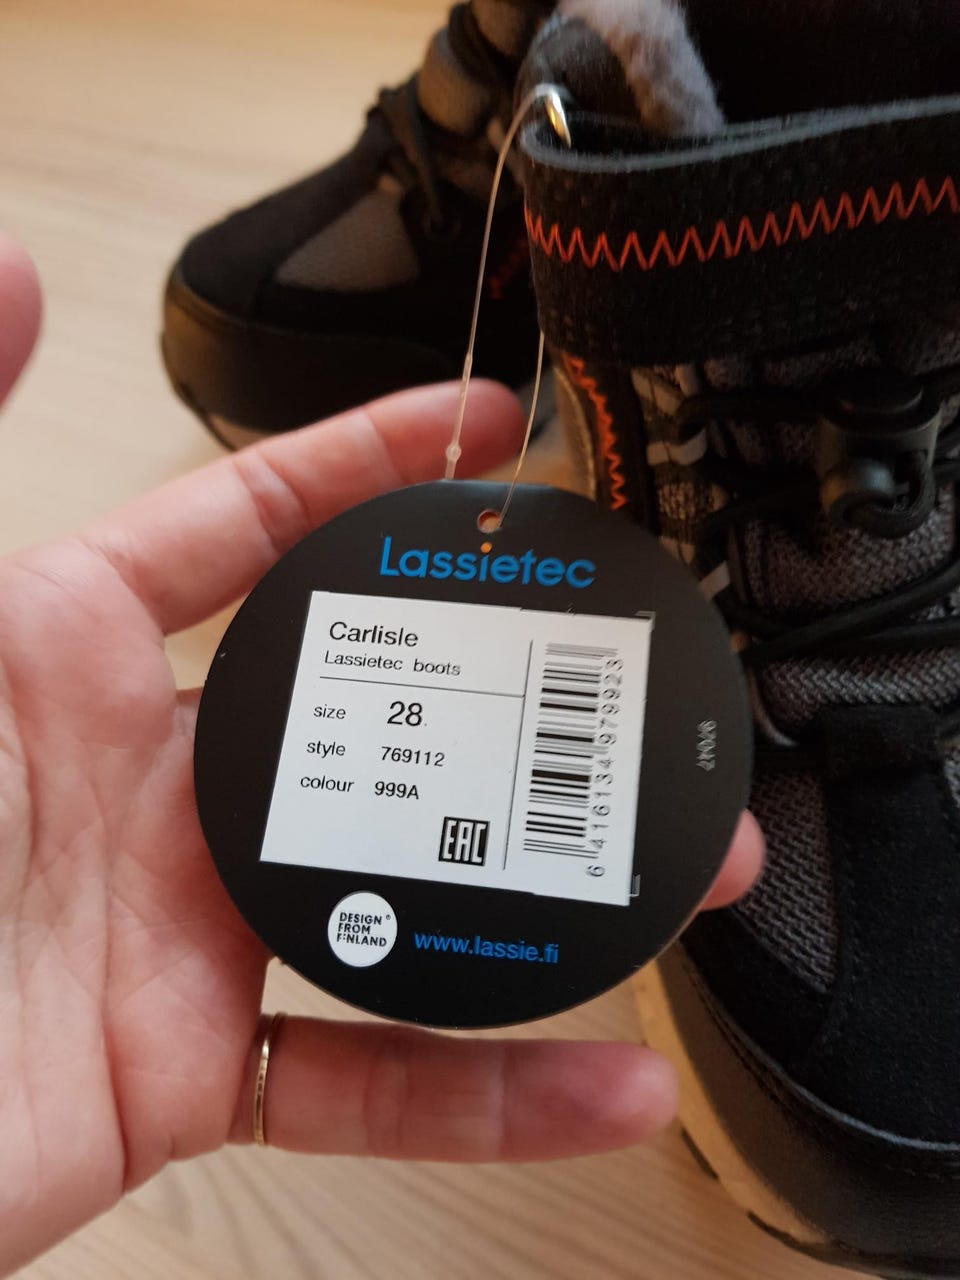 Lassietec
Carlisle
Lassietec boots
size 28
style 769112
colour 999A
EAC
6 416134 979923
DESIGN
FROM
FINLAND
www.lassie.fi